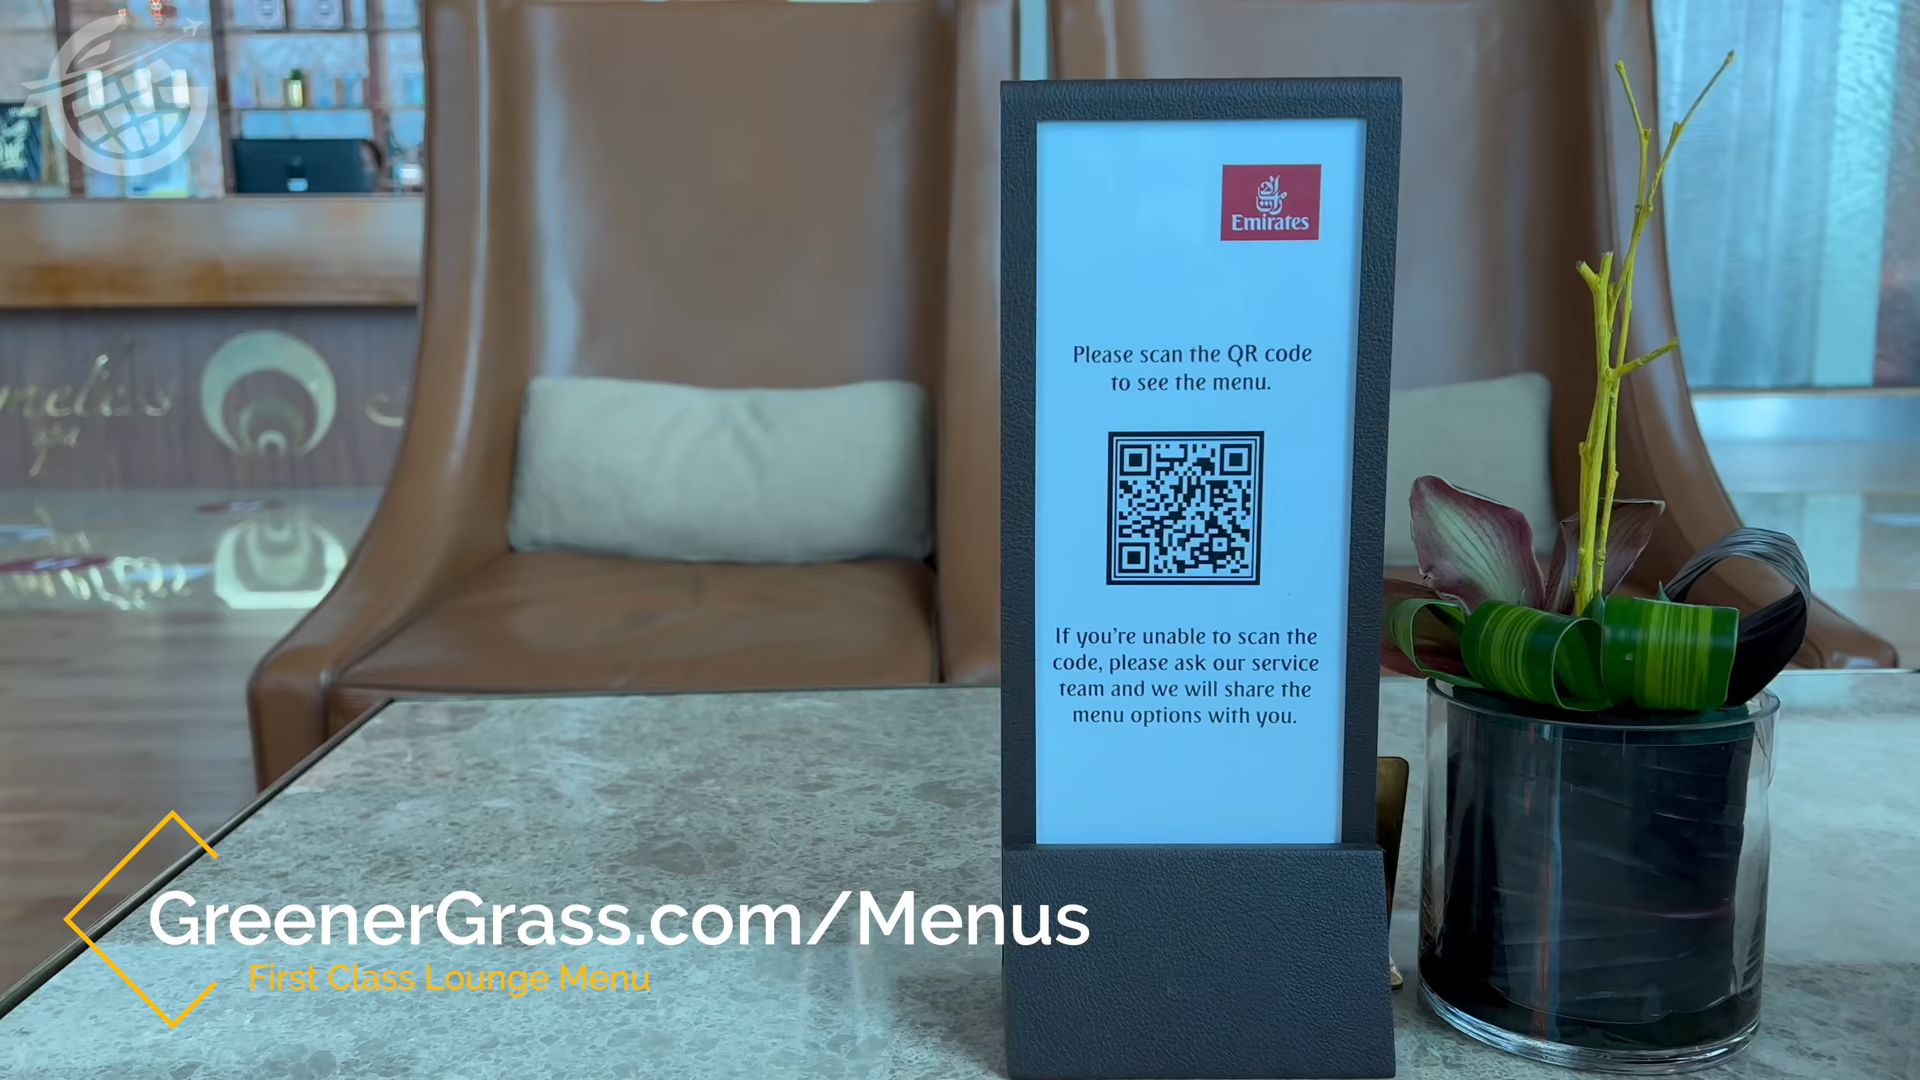 الإمارات
Emirates
Please scan the QR code
to see the menu.
If you're unable to scan the
code, please ask our service
team and we will share the
menu options with you.
spa
GreenerGrass.com/Menus
First Class Lounge Menu